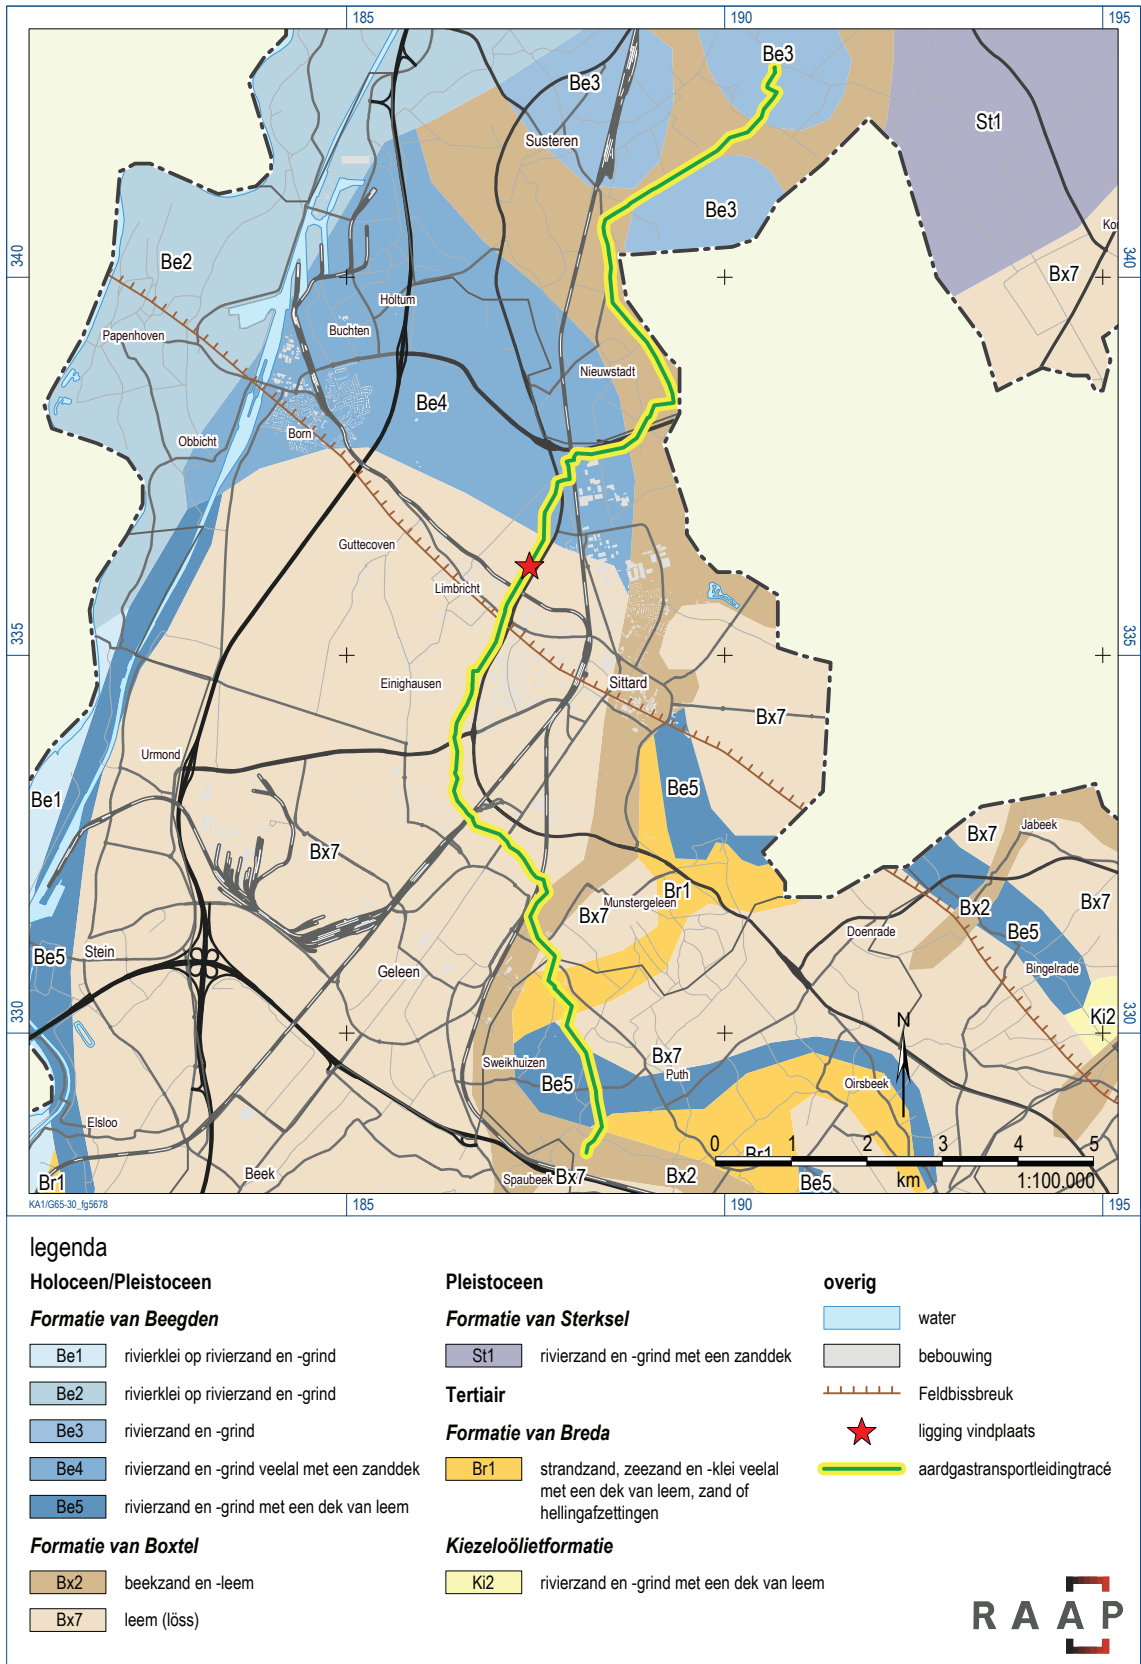 185
190
195
Be3
Be3
Susteren
St1
Be3
340
Be2
Kor
Bx7
340
Holtum
Buchten
Papenhoven
Nieuwstadt
Be4
Obbicht
Born
Guttecoven
Limbricht
335
335
Einighausen
Sittard
Bx7
Urmond
Be1
Be5
Bx7
Jabeek
Bx7
Br1
Munstergeleen
Bx7
Bx2
Bx7
Doenrade
Be5
Stein
Be5
Geleen
Bingelrade
330
Ki2
330
N
Sweikhuizen
Bx7
Puth
Be5
Oirsbeek
Elsloo
0 1 2 3 4 5
Br1
Beek
Spaubeek
Bx7
Bx2
Be5
km
1:100.000
Br1
KA1/G65-30_fg5678
185
190
195
legenda
Holoceen/Pleistoceen
Formatie van Beegden
Be1 rivierklei op rivierzand en -grind
Be2 rivierklei op rivierzand en -grind
Be3 rivierzand en -grind
Be4 rivierzand en -grind veelal met een zanddek
Be5 rivierzand en -grind met een dek van leem
Formatie van Boxtel
Bx2 beekzand en -leem
Bx7 leem (löss)
Pleistoceen
Formatie van Sterksel
St1 rivierzand en -grind met een zanddek
Tertiair
Formatie van Breda
Br1 strandzand, zeezand en -klei veelal
met een dek van leem, zand of
hellingafzettingen
Kiezeloölietformatie
Ki2 rivierzand en -grind met een dek van leem
overig
water
bebouwing
Feldbissbreuk
ligging vindplaats
aardgastransportleidingtracé
RAAP